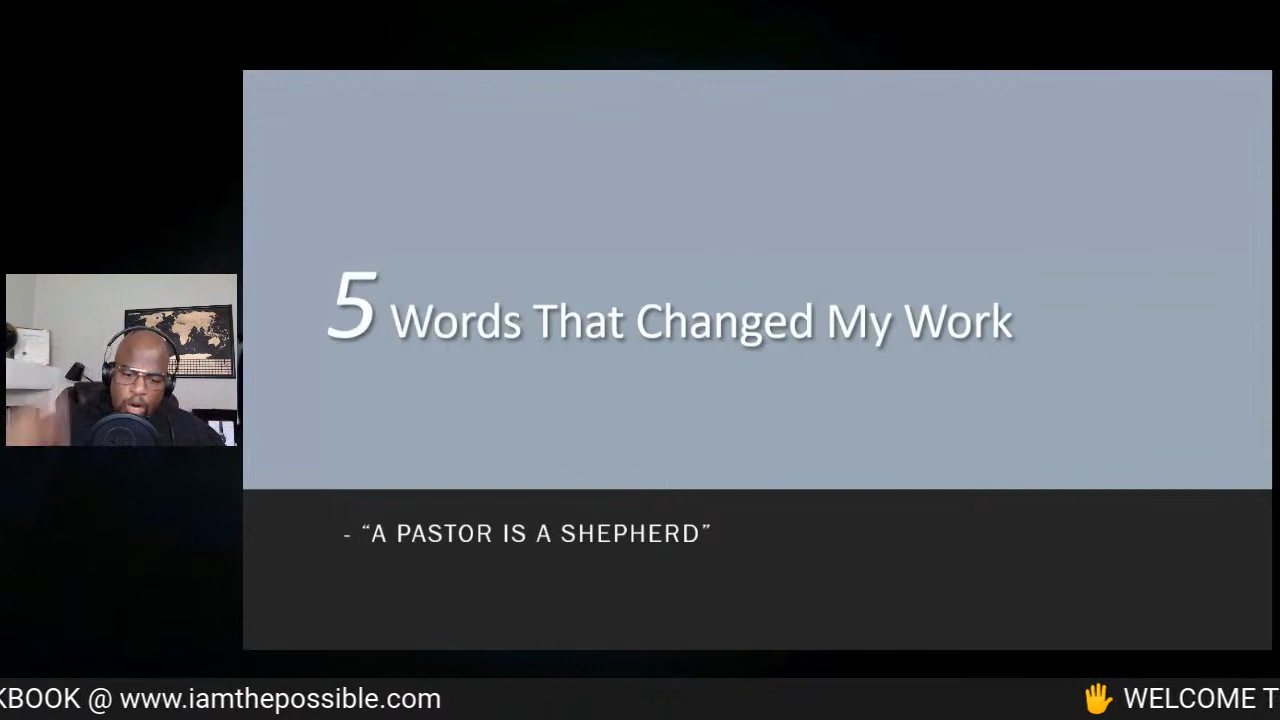 5 Words That Changed My Work
- “A PASTOR IS A SHEPHERD”
KBOOK @ www.iamthepossible.com 🖐 WELCOME T